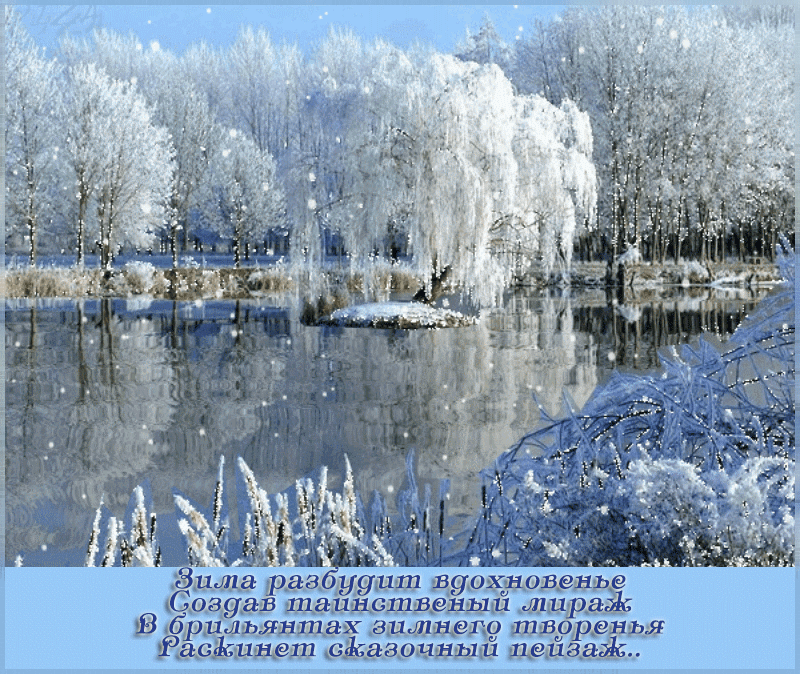 Зима разбудит вдохновенье
Создав таинственый мираж
В брильянтах зимнего творенья
Раскинет сказочный пейзаж..